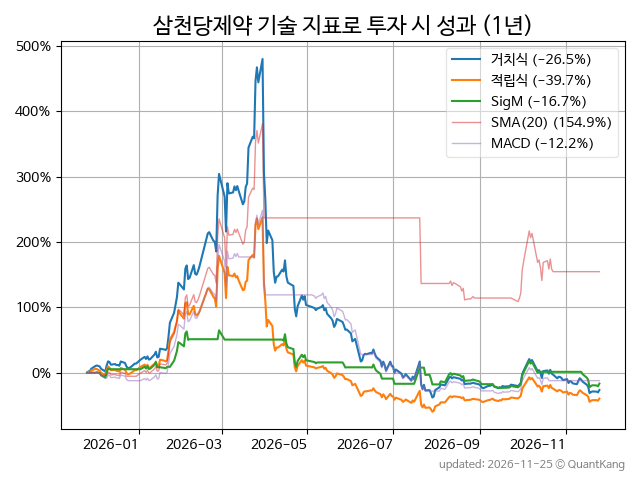 삼천당제약 기술 지표로 투자 시 성과 (1년)
500%
400%
300%
200%
100%
0%
거치식 (-26.5%)
적립식 (-39.7%)
SigM (-16.7%)
SMA(20) (154.9%)
MACD (-12.2%)
2026-01
2026-03
2026-05
2026-07
2026-09
2026-11
updated: 2026-11-25 © QuantKang